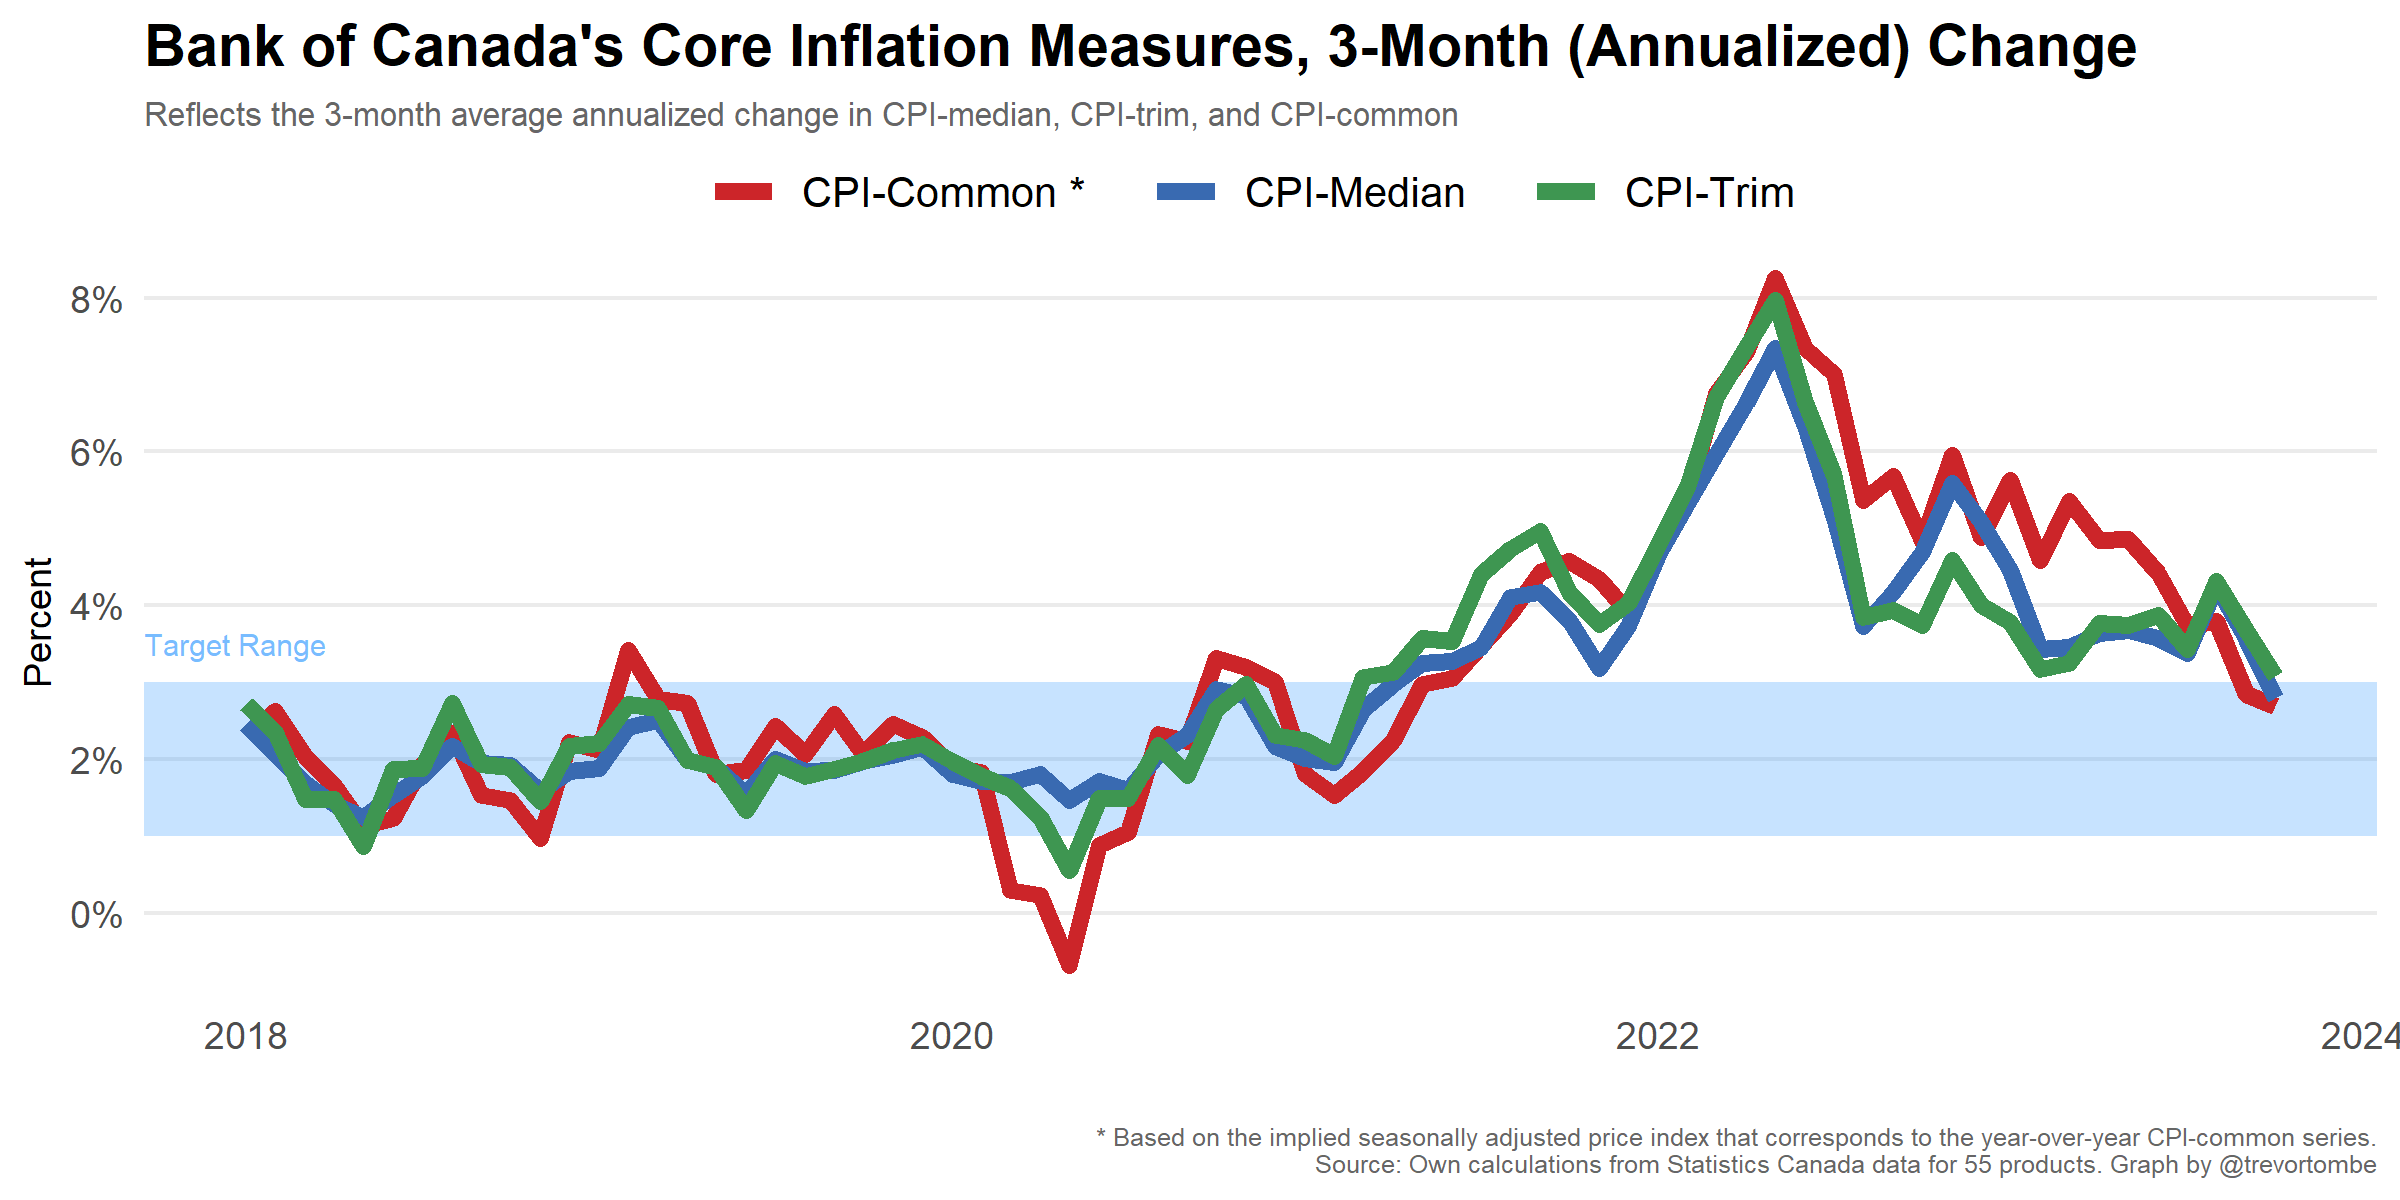 Bank of Canada's Core Inflation Measures, 3-Month (Annualized) Change
Reflects the 3-month average annualized change in CPI-median, CPI-trim, and CPI-common
CPI-Common *
CPI-Median
CPI-Trim
8%
6%
4%
2%
0%
Percent
Target Range
2018
2020
2022
2024
* Based on the implied seasonally adjusted price index that corresponds to the year-over-year CPI-common series.
Source: Own calculations from Statistics Canada data for 55 products. Graph by @trevortombe